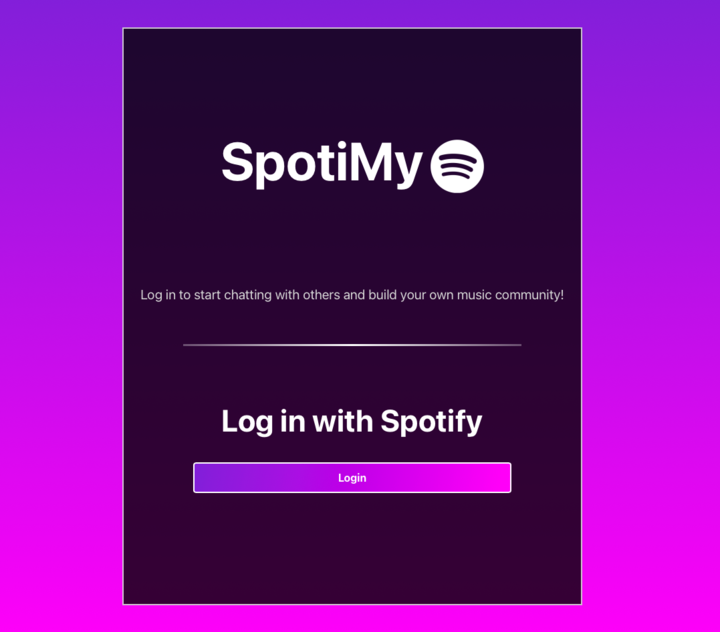 SpotiMy
Log in to start chatting with others and build your own music community!
Log in with Spotify
Login